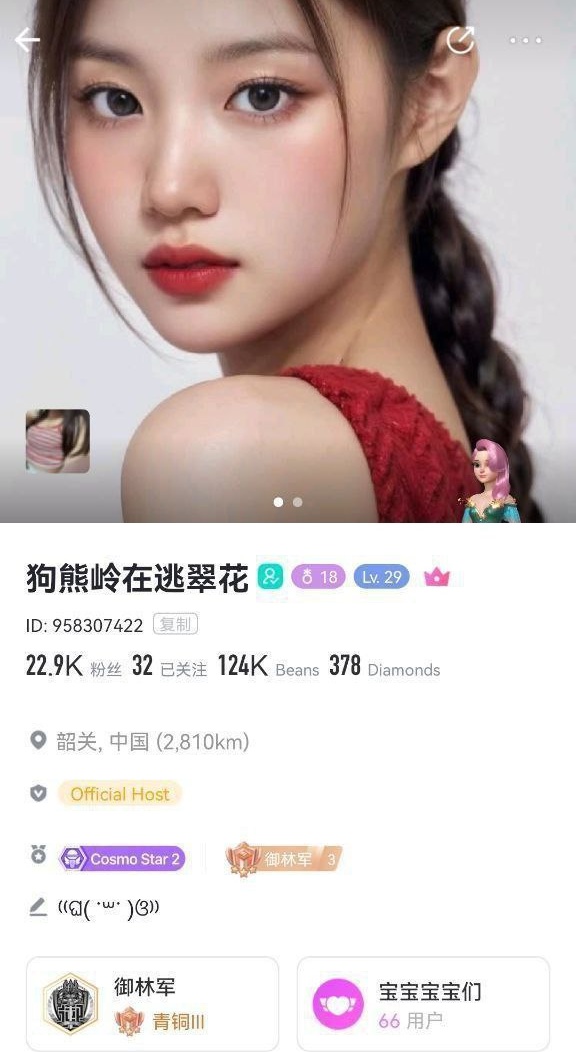 狗熊岭在逃翠花 18 Lv. 29
ID: 958307422 复制
22.9K 粉丝 32 已关注 124K Beans 378 Diamonds
韶关, 中国 (2,810km)
Official Host
Cosmo Star 2 御林军 3
((ଘ( ˙꒳˙ )ଓ))
御林军
青铜III
宝宝宝宝们
66 用户